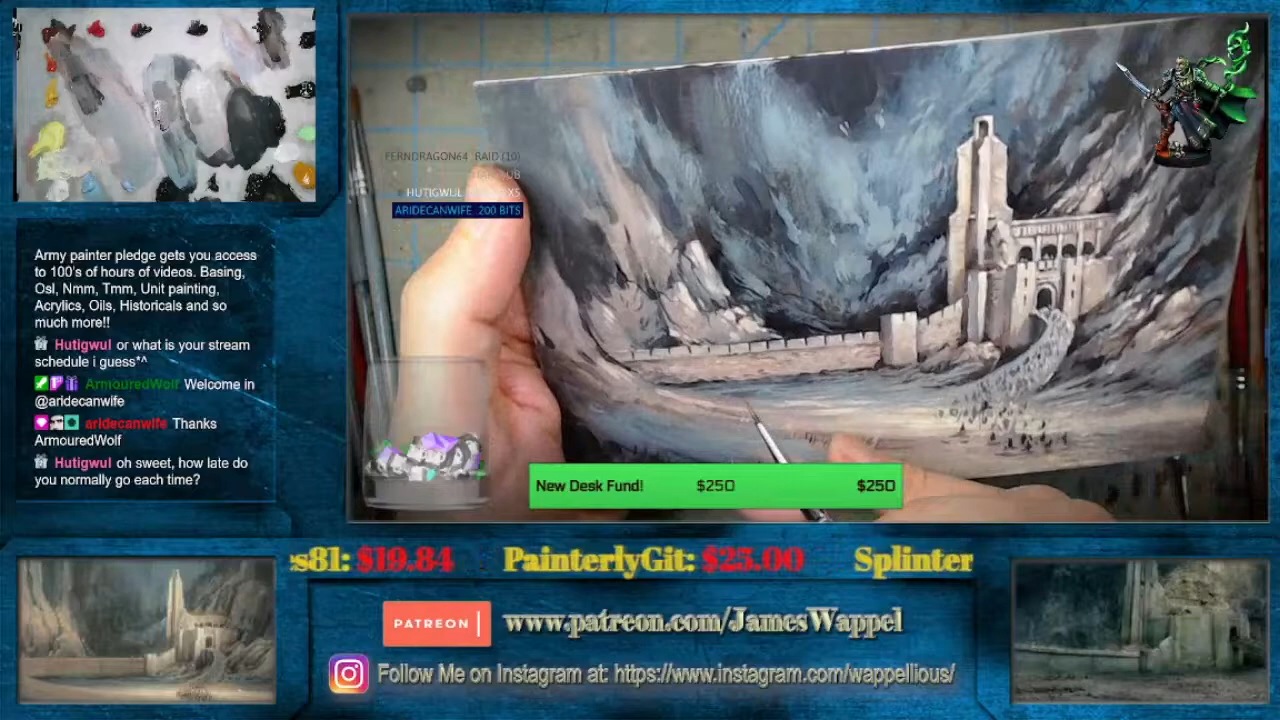 FERNDRAGON64 RAID (10)
UB
HUTIGWUL X5
ARIDECANWIFE 200 BITS
Army painter pledge gets you access
to 100's of hours of videos. Basing,
Osl, Nmm, Tmm, Unit painting,
Acrylics, Oils, Historicals and so
much more!!
Hutigwul or what is your stream
schedule i guess*^
ArmouredWolf Welcome in
@aridecanwife
aridecanwife Thanks
ArmouredWolf
Hutigwul oh sweet, how late do
you normally go each time?
New Desk Fund! $250 $250
s81: $19.84 PainterlyGit: $25.00 Splinter
PATREON
www.patreon.com/JamesWappel
Follow Me on Instagram at: https://www.instagram.com/wappellious/